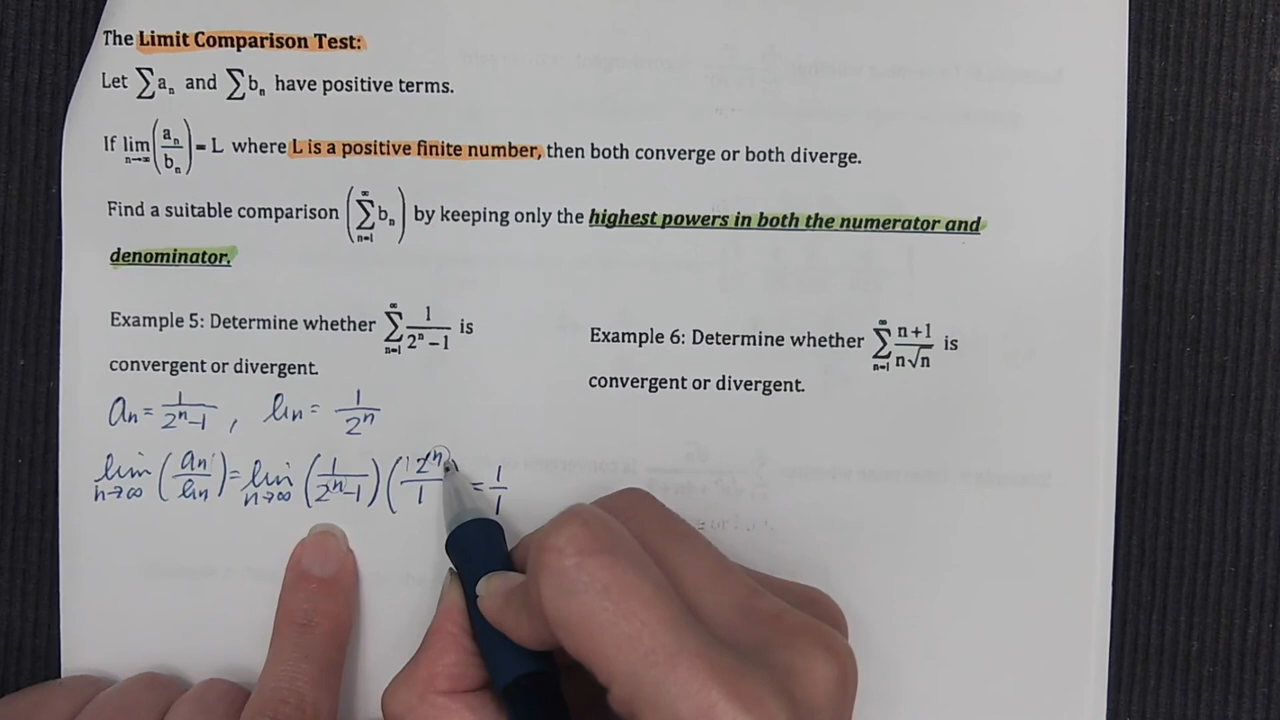 The Limit Comparison Test:
Let ∑aₙ and ∑bₙ have positive terms.
If lim n→∞ (aₙ/bₙ) = L where L is a positive finite number, then both converge or both diverge.
Find a suitable comparison (∑ n=1 ∞ bₙ) by keeping only the highest powers in both the numerator and
denominator.
Example 5: Determine whether ∑ n=1 ∞ 1/(2ⁿ−1) is
convergent or divergent.
aₙ = 1/(2ⁿ−1), bₙ = 1/2ⁿ
lim n→∞ (aₙ/bₙ) = lim n→∞ (1/(2ⁿ−1)) (1·2ⁿ/1) = 1/1
Example 6: Determine whether ∑ n=1 ∞ (n+1)/(n√n) is
convergent or divergent.